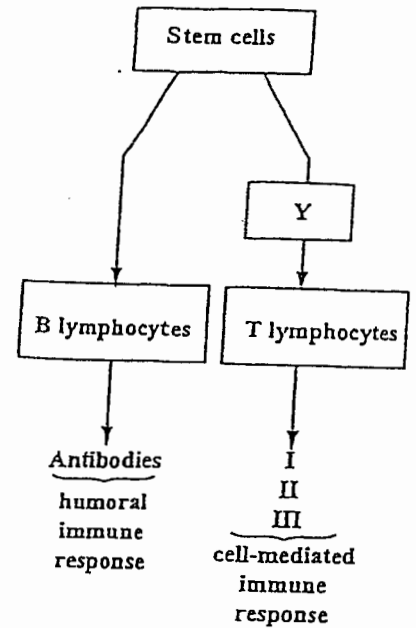 Stem cells
Y
B lymphocytes
T lymphocytes
Antibodies
humoral
immune
response
I
II
III
cell-mediated
immune
response